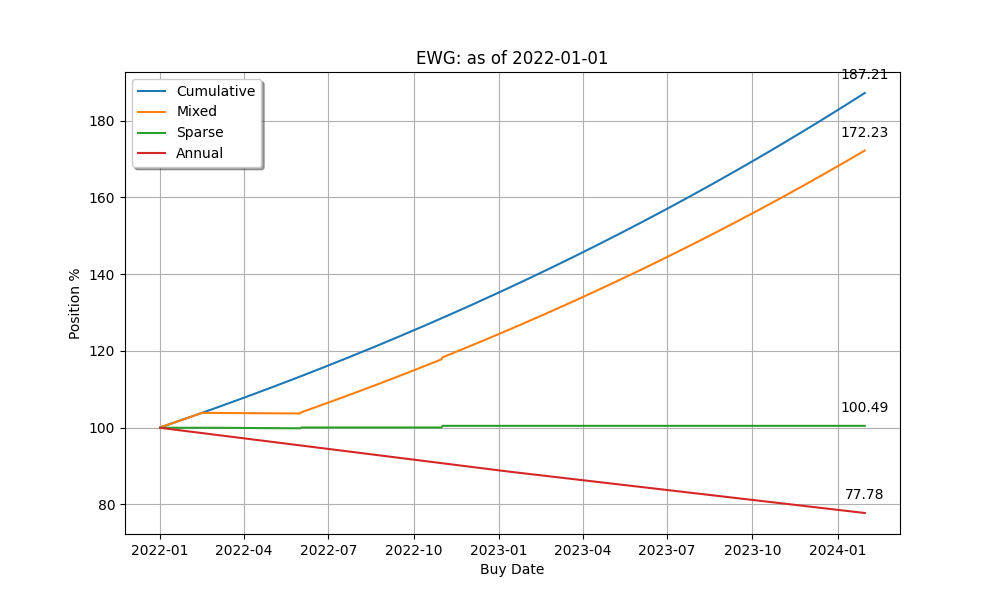 EWG: as of 2022-01-01
Cumulative
Mixed
Sparse
Annual
187.21
172.23
100.49
77.78
180
160
140
120
100
80
Position %
2022-01 2022-04 2022-07 2022-10 2023-01 2023-04 2023-07 2023-10 2024-01
Buy Date